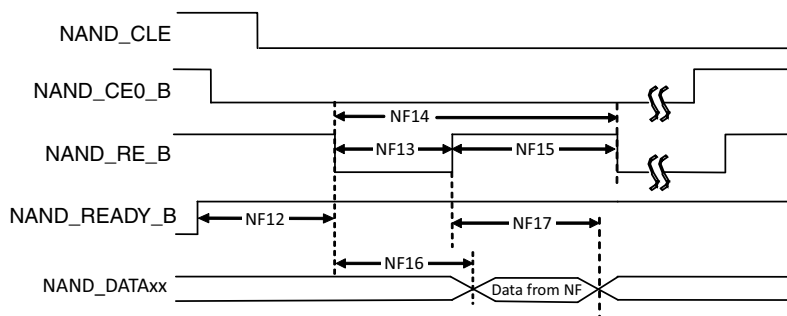 NAND_CLE
NAND_CE0_B
NF14
NAND_RE_B
NF13
NF15
NAND_READY_B
NF12
NF17
NF16
NAND_DATAxx
Data from NF